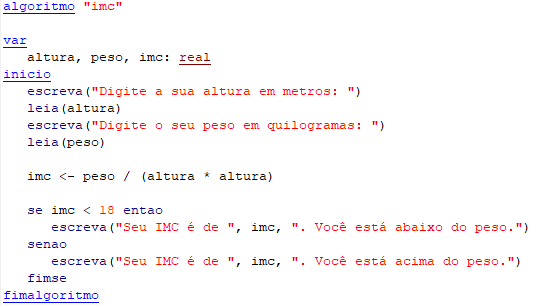 algoritmo "imc"
var
altura, peso, imc: real
inicio
escreva("Digite a sua altura em metros: ")
leia(altura)
escreva("Digite o seu peso em quilogramas: ")
leia(peso)
imc <- peso / (altura * altura)
se imc < 18 entao
escreva("Seu IMC é de ", imc, ". Você está abaixo do peso.")
senao
escreva("Seu IMC é de ", imc, ". Você está acima do peso.")
fimse
fimalgoritmo